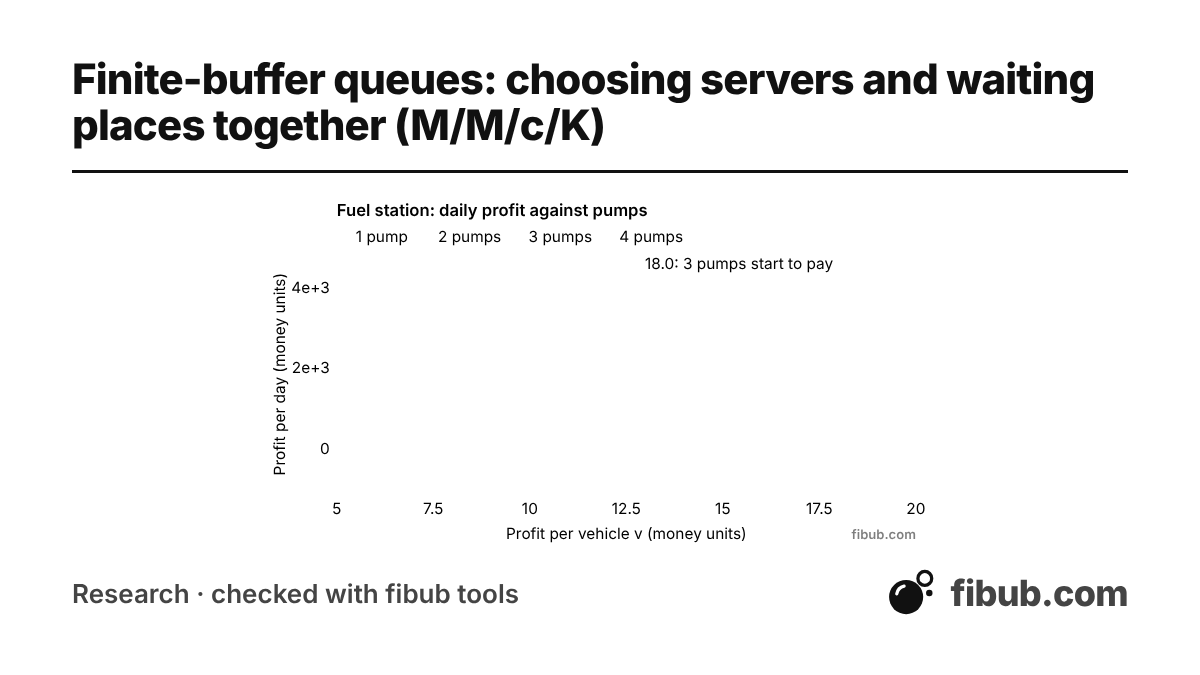 Finite-buffer queues: choosing servers and waiting
places together (M/M/c/K)
Fuel station: daily profit against pumps
1 pump 2 pumps 3 pumps 4 pumps
18.0: 3 pumps start to pay
Profit per day (money units)
4e+3
2e+3
0
5 7.5 10 12.5 15 17.5 20
Profit per vehicle v (money units)
fibub.com
Research · checked with fibub tools
fibub.com